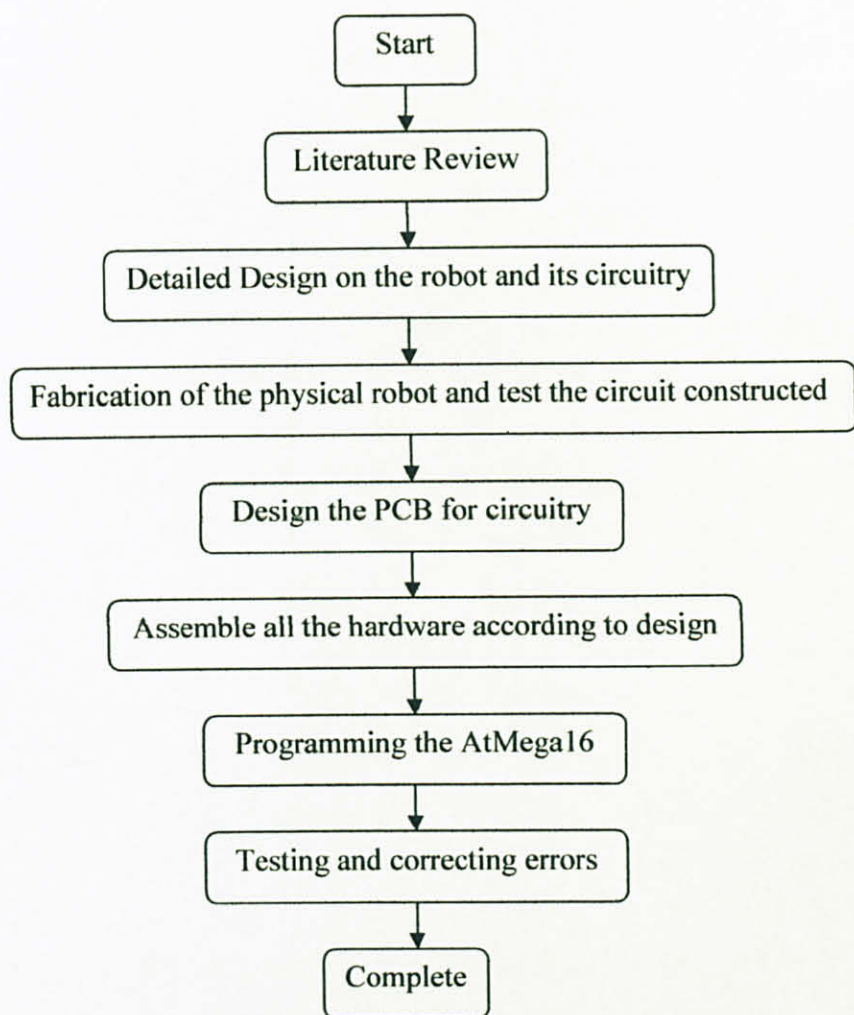 Start
Literature Review
Detailed Design on the robot and its circuitry
Fabrication of the physical robot and test the circuit constructed
Design the PCB for circuitry
Assemble all the hardware according to design
Programming the AtMega16
Testing and correcting errors
Complete